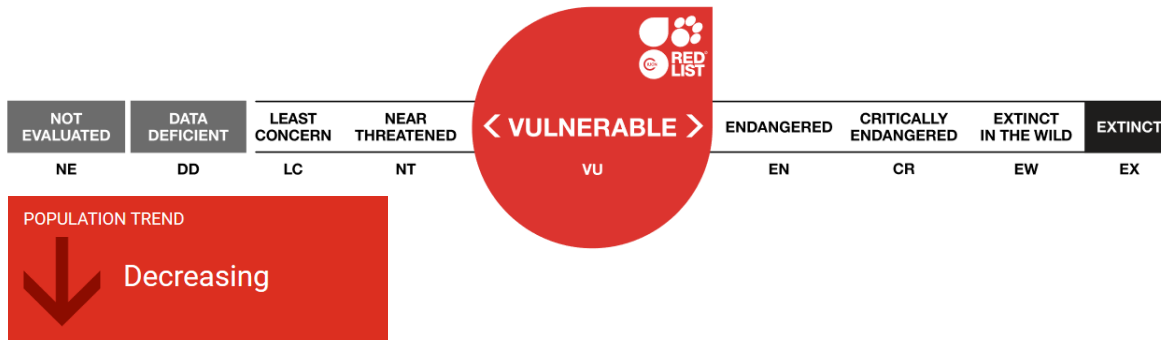 NOT
EVALUATED
DATA
DEFICIENT
LEAST
CONCERN
NEAR
THREATENED
< VULNERABLE >
ENDANGERED
CRITICALLY
ENDANGERED
EXTINCT
IN THE WILD
EXTINCT
RED
LIST
NE
DD
LC
NT
VU
EN
CR
EW
EX
POPULATION TREND
Decreasing